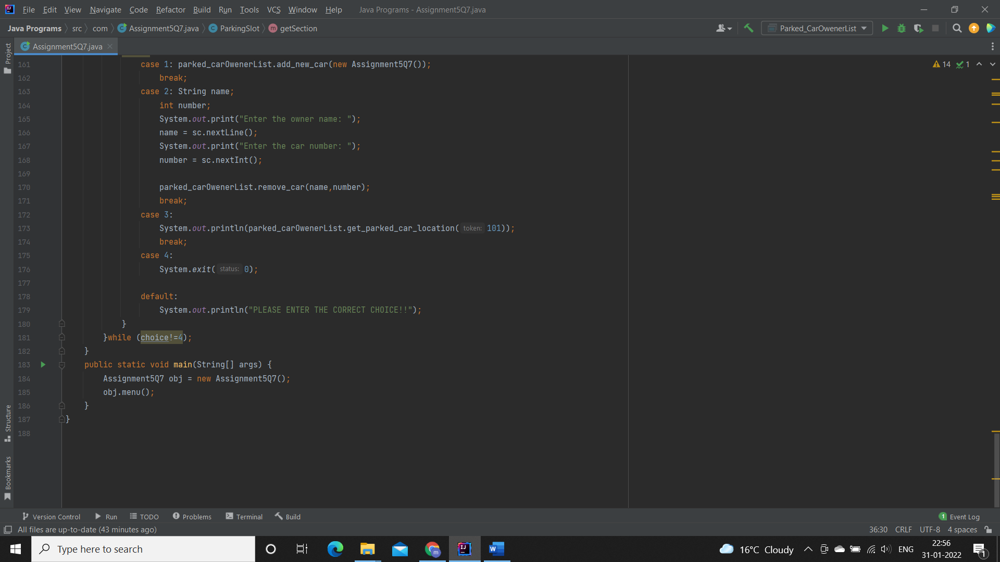 File Edit View Navigate Code Refactor Build Run Tools VCS Window Help Java Programs - Assignment5Q7.java
Java Programs src com Assignment5Q7.java ParkingSlot getSection Parked_CarOwenerList
Assignment5Q7.java
Project
14 1
161 case 1: parked_carOwenerList.add_new_car(new Assignment5Q7());
162 break;
163 case 2: String name;
164 int number;
165 System.out.print("Enter the owner name: ");
166 name = sc.nextLine();
167 System.out.print("Enter the car number: ");
168 number = sc.nextInt();
169
170 parked_carOwenerList.remove_car(name,number);
171 break;
172 case 3:
173 System.out.println(parked_carOwenerList.get_parked_car_location( token: 101));
174 break;
175 case 4:
176 System.exit( status: 0);
177
178 default:
179 System.out.println("PLEASE ENTER THE CORRECT CHOICE!!");
180 }
181 }while (choice!=4);
182 }
183 public static void main(String[] args) {
184 Assignment5Q7 obj = new Assignment5Q7();
185 obj.menu();
186 }
187 }
188
Structure
Bookmarks
Version Control Run TODO Problems Terminal Build 1 Event Log
All files are up-to-date (43 minutes ago) 36:30 CRLF UTF-8 4 spaces
Type here to search 16°C Cloudy ENG 22:56
31-01-2022 1